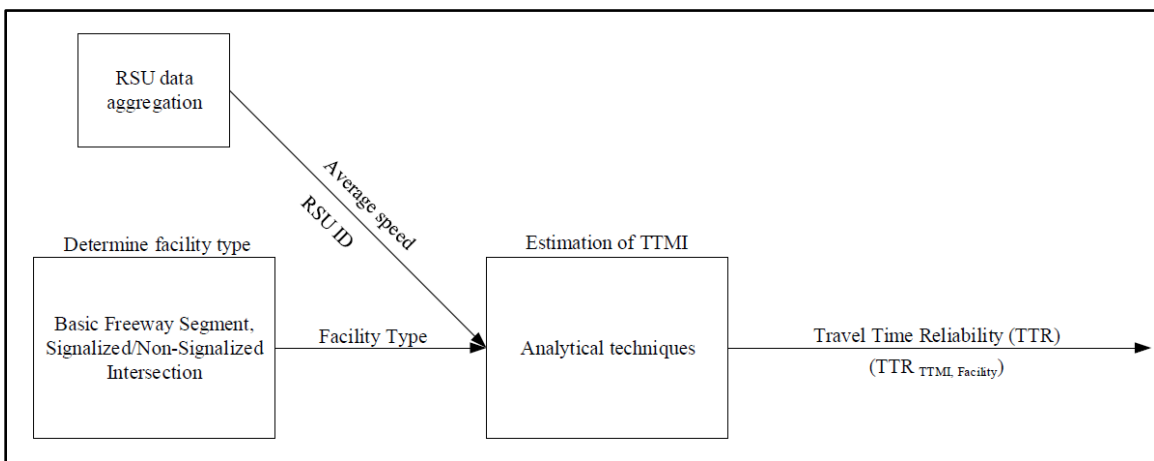 RSU data
aggregation
Average speed
RSU ID
Determine facility type
Basic Freeway Segment,
Signalized/Non-Signalized
Intersection
Facility Type
Estimation of TTMI
Analytical techniques
Travel Time Reliability (TTR)
(TTR TTMI, Facility)